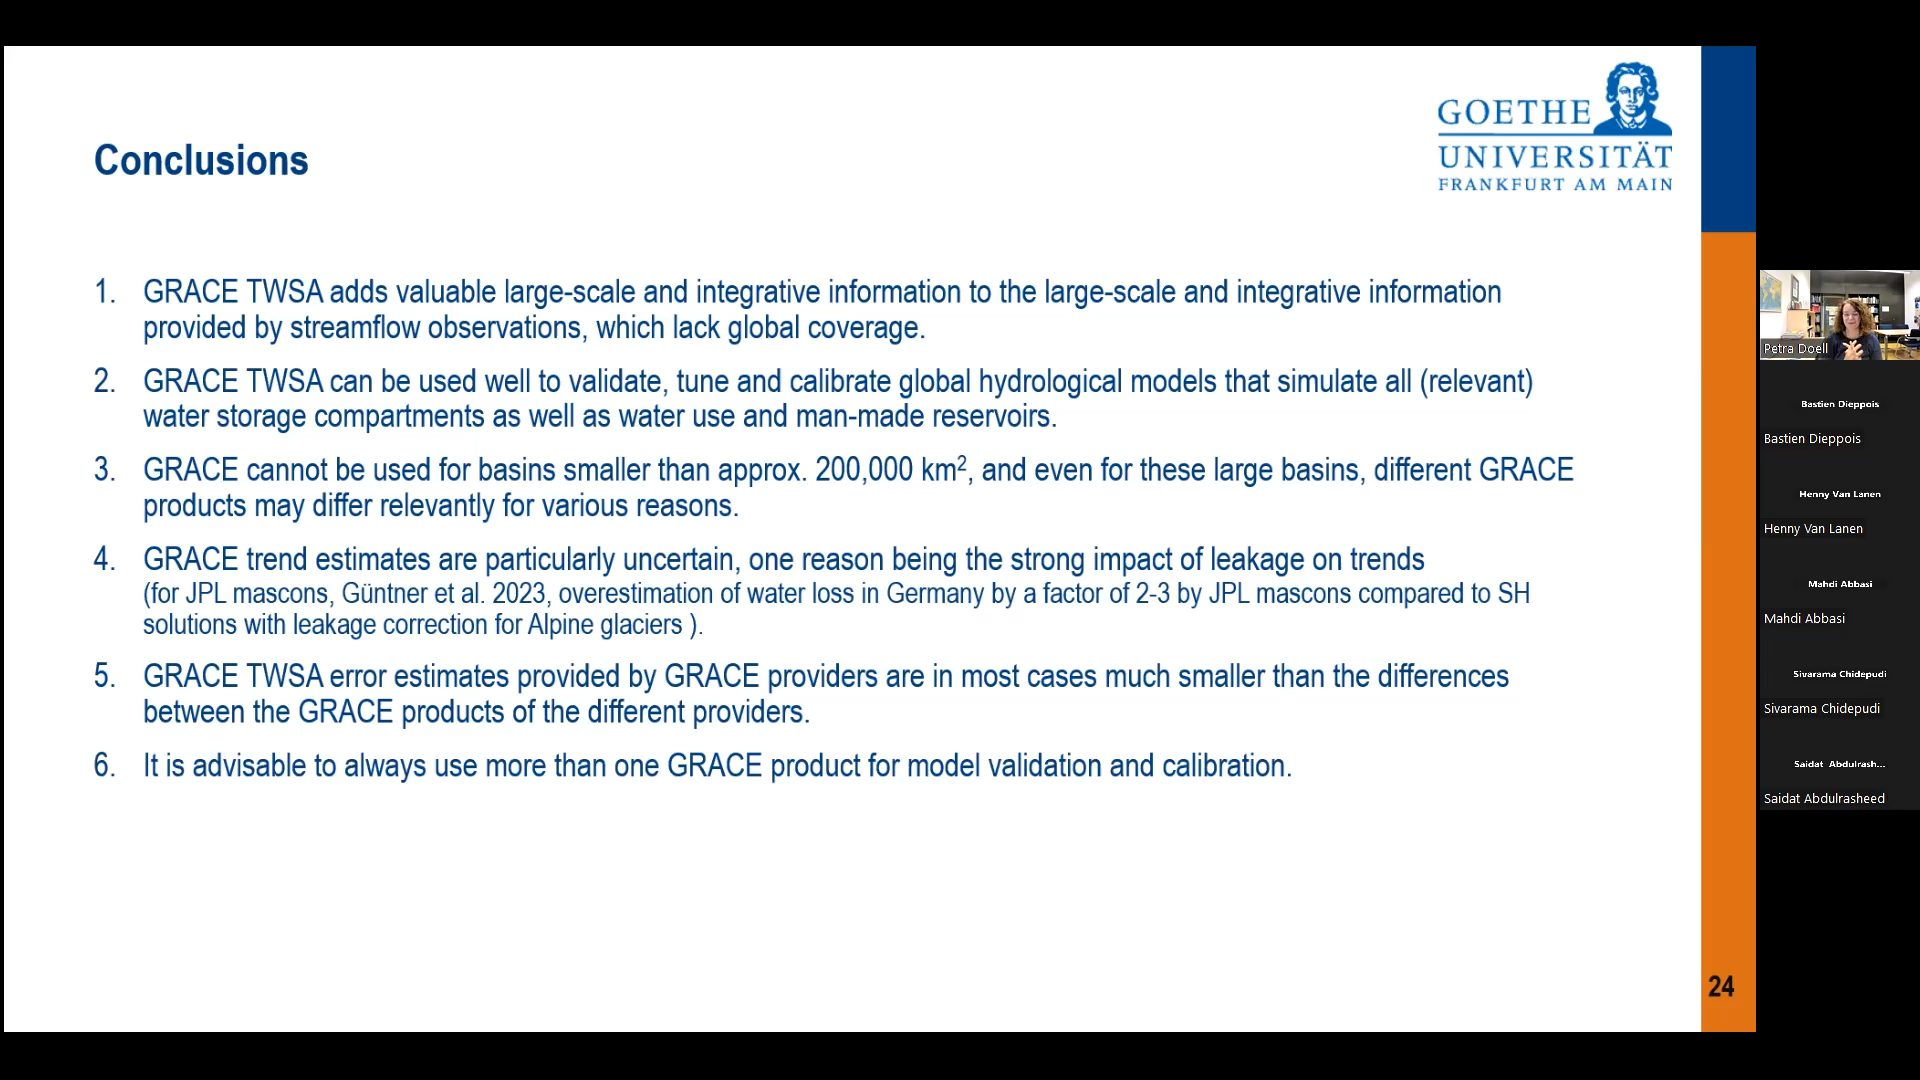 GOETHE
UNIVERSITÄT
FRANKFURT AM MAIN
Conclusions
1. GRACE TWSA adds valuable large-scale and integrative information to the large-scale and integrative information
provided by streamflow observations, which lack global coverage.
2. GRACE TWSA can be used well to validate, tune and calibrate global hydrological models that simulate all (relevant)
water storage compartments as well as water use and man-made reservoirs.
3. GRACE cannot be used for basins smaller than approx. 200,000 km², and even for these large basins, different GRACE
products may differ relevantly for various reasons.
4. GRACE trend estimates are particularly uncertain, one reason being the strong impact of leakage on trends
(for JPL mascons, Güntner et al. 2023, overestimation of water loss in Germany by a factor of 2-3 by JPL mascons compared to SH
solutions with leakage correction for Alpine glaciers ).
5. GRACE TWSA error estimates provided by GRACE providers are in most cases much smaller than the differences
between the GRACE products of the different providers.
6. It is advisable to always use more than one GRACE product for model validation and calibration.
24
Petra Doell
Bastien Dieppois
Bastien Dieppois
Henny Van Lanen
Henny Van Lanen
Mahdi Abbasi
Mahdi Abbasi
Sivarama Chidepudi
Sivarama Chidepudi
Saidat Abdulrash...
Saidat Abdulrasheed